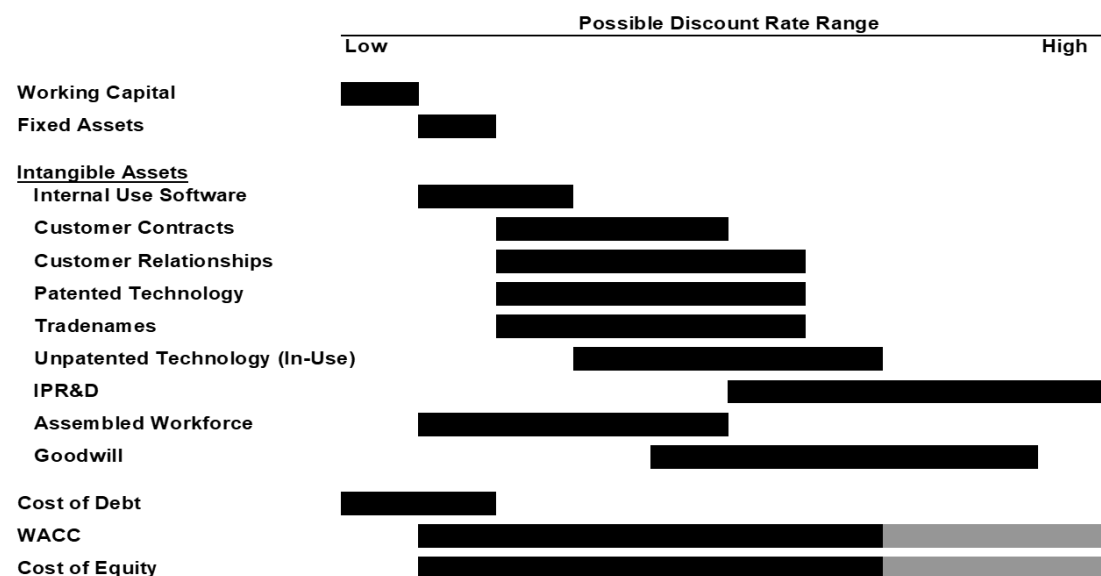 Possible Discount Rate Range
Low High
Working Capital
Fixed Assets
Intangible Assets
Internal Use Software
Customer Contracts
Customer Relationships
Patented Technology
Tradenames
Unpatented Technology (In-Use)
IPR&D
Assembled Workforce
Goodwill
Cost of Debt
WACC
Cost of Equity